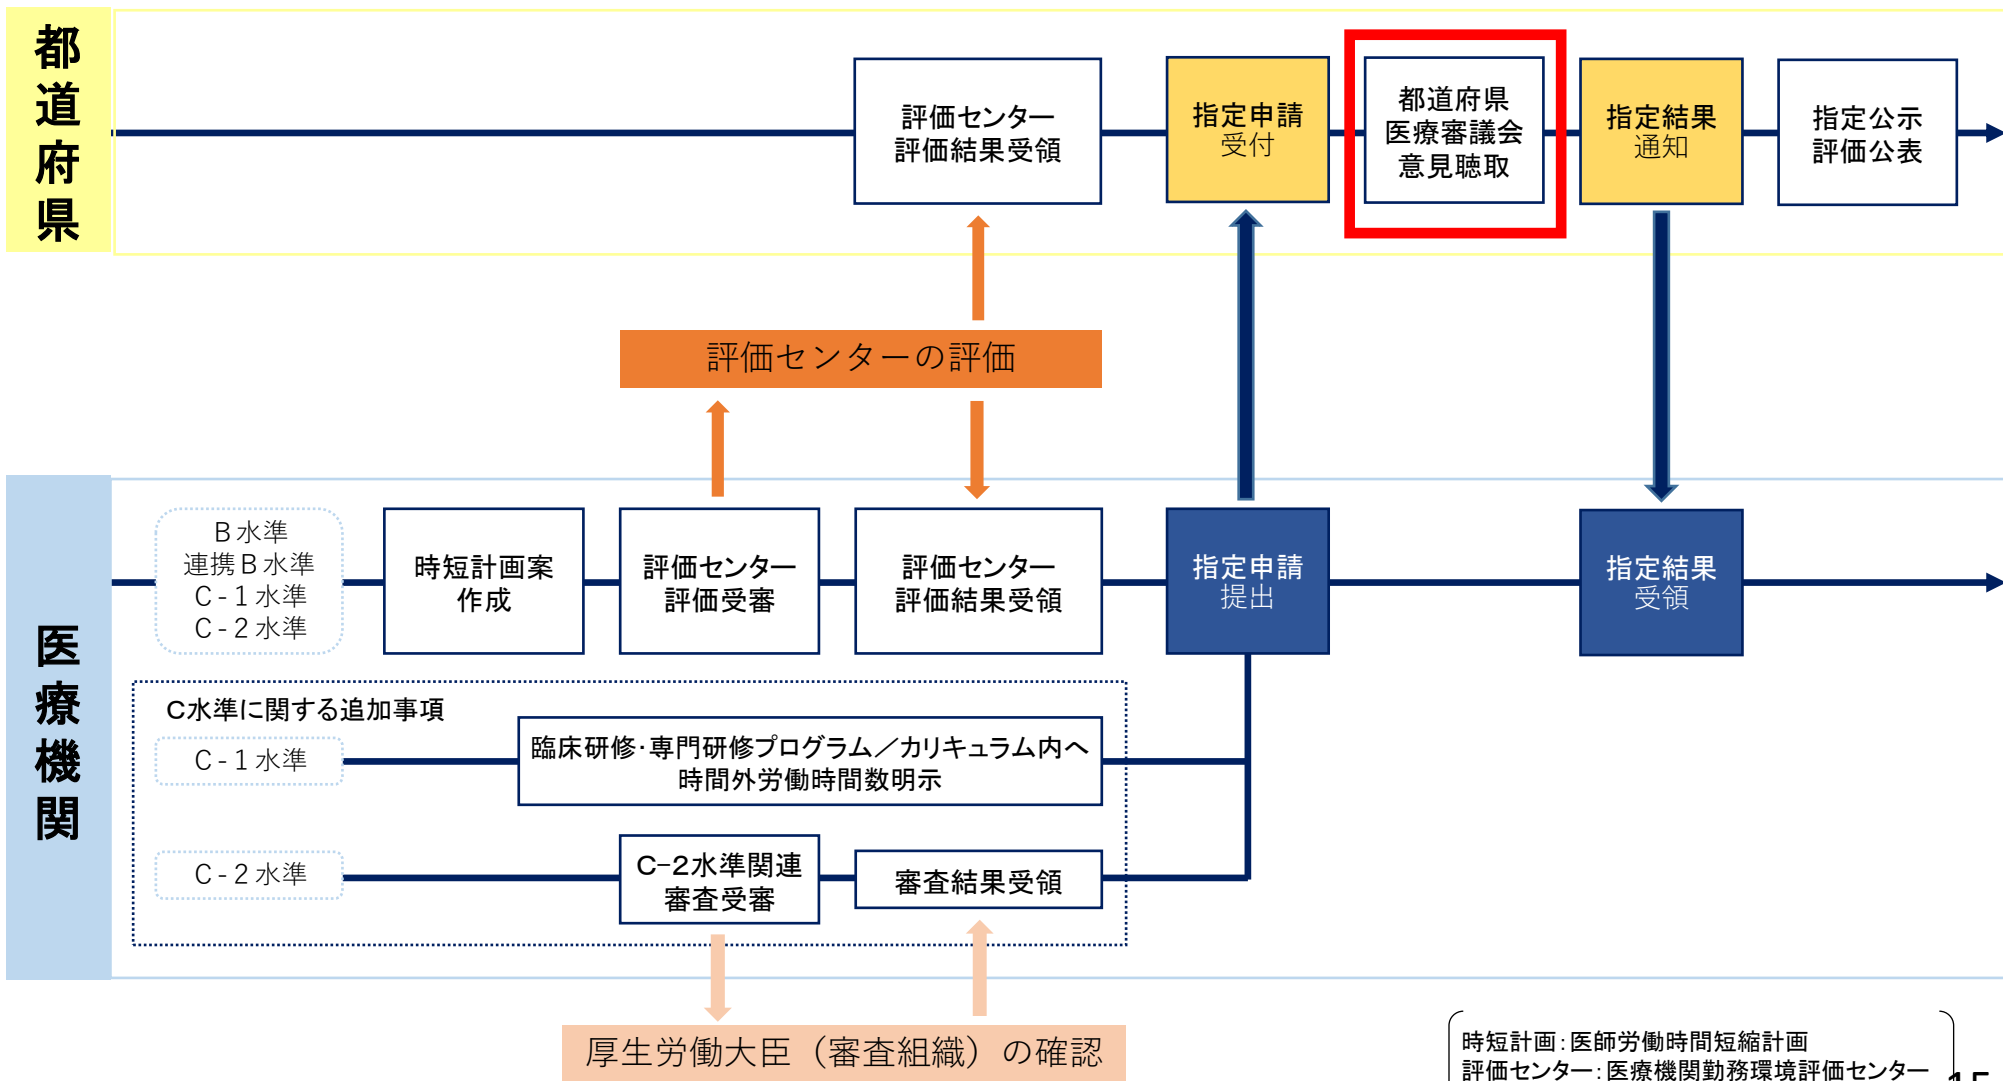 都道府県
評価センター
評価結果受領
指定申請
受付
都道府県
医療審議会
意見聴取
指定結果
通知
指定公示
評価公表
評価センターの評価
医療機関
B水準
連携B水準
C-1水準
C-2水準
時短計画案
作成
評価センター
評価受審
評価センター
評価結果受領
指定申請
提出
指定結果
受領
C水準に関する追加事項
C-1水準
臨床研修・専門研修プログラム／カリキュラム内へ
時間外労働時間数明示
C-2水準
C-2水準関連
審査受審
審査結果受領
厚生労働大臣（審査組織）の確認
時短計画：医師労働時間短縮計画
評価センター：医療機関勤務環境評価センター
15